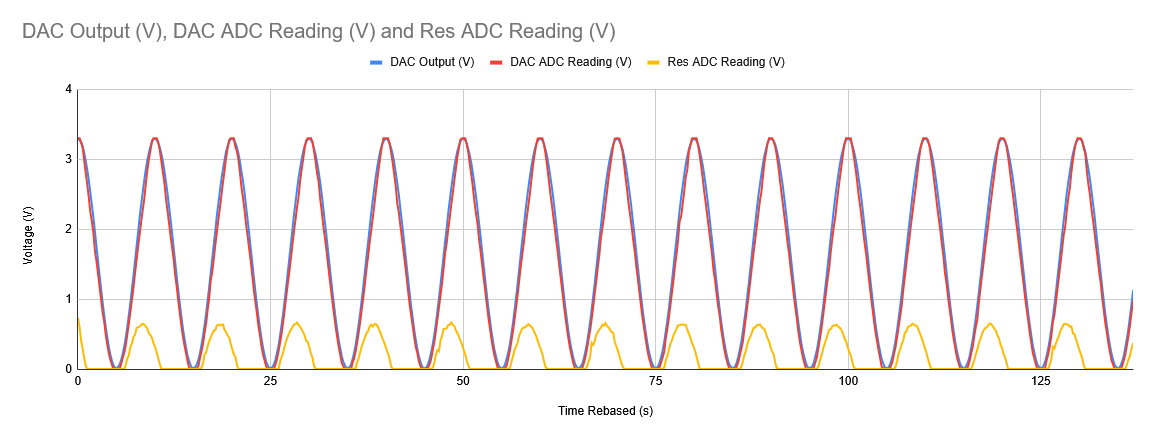 DAC Output (V), DAC ADC Reading (V) and Res ADC Reading (V)
DAC Output (V) DAC ADC Reading (V) Res ADC Reading (V)
4
3
2
1
0
Voltage (V)
0 25 50 75 100 125
Time Rebased (s)